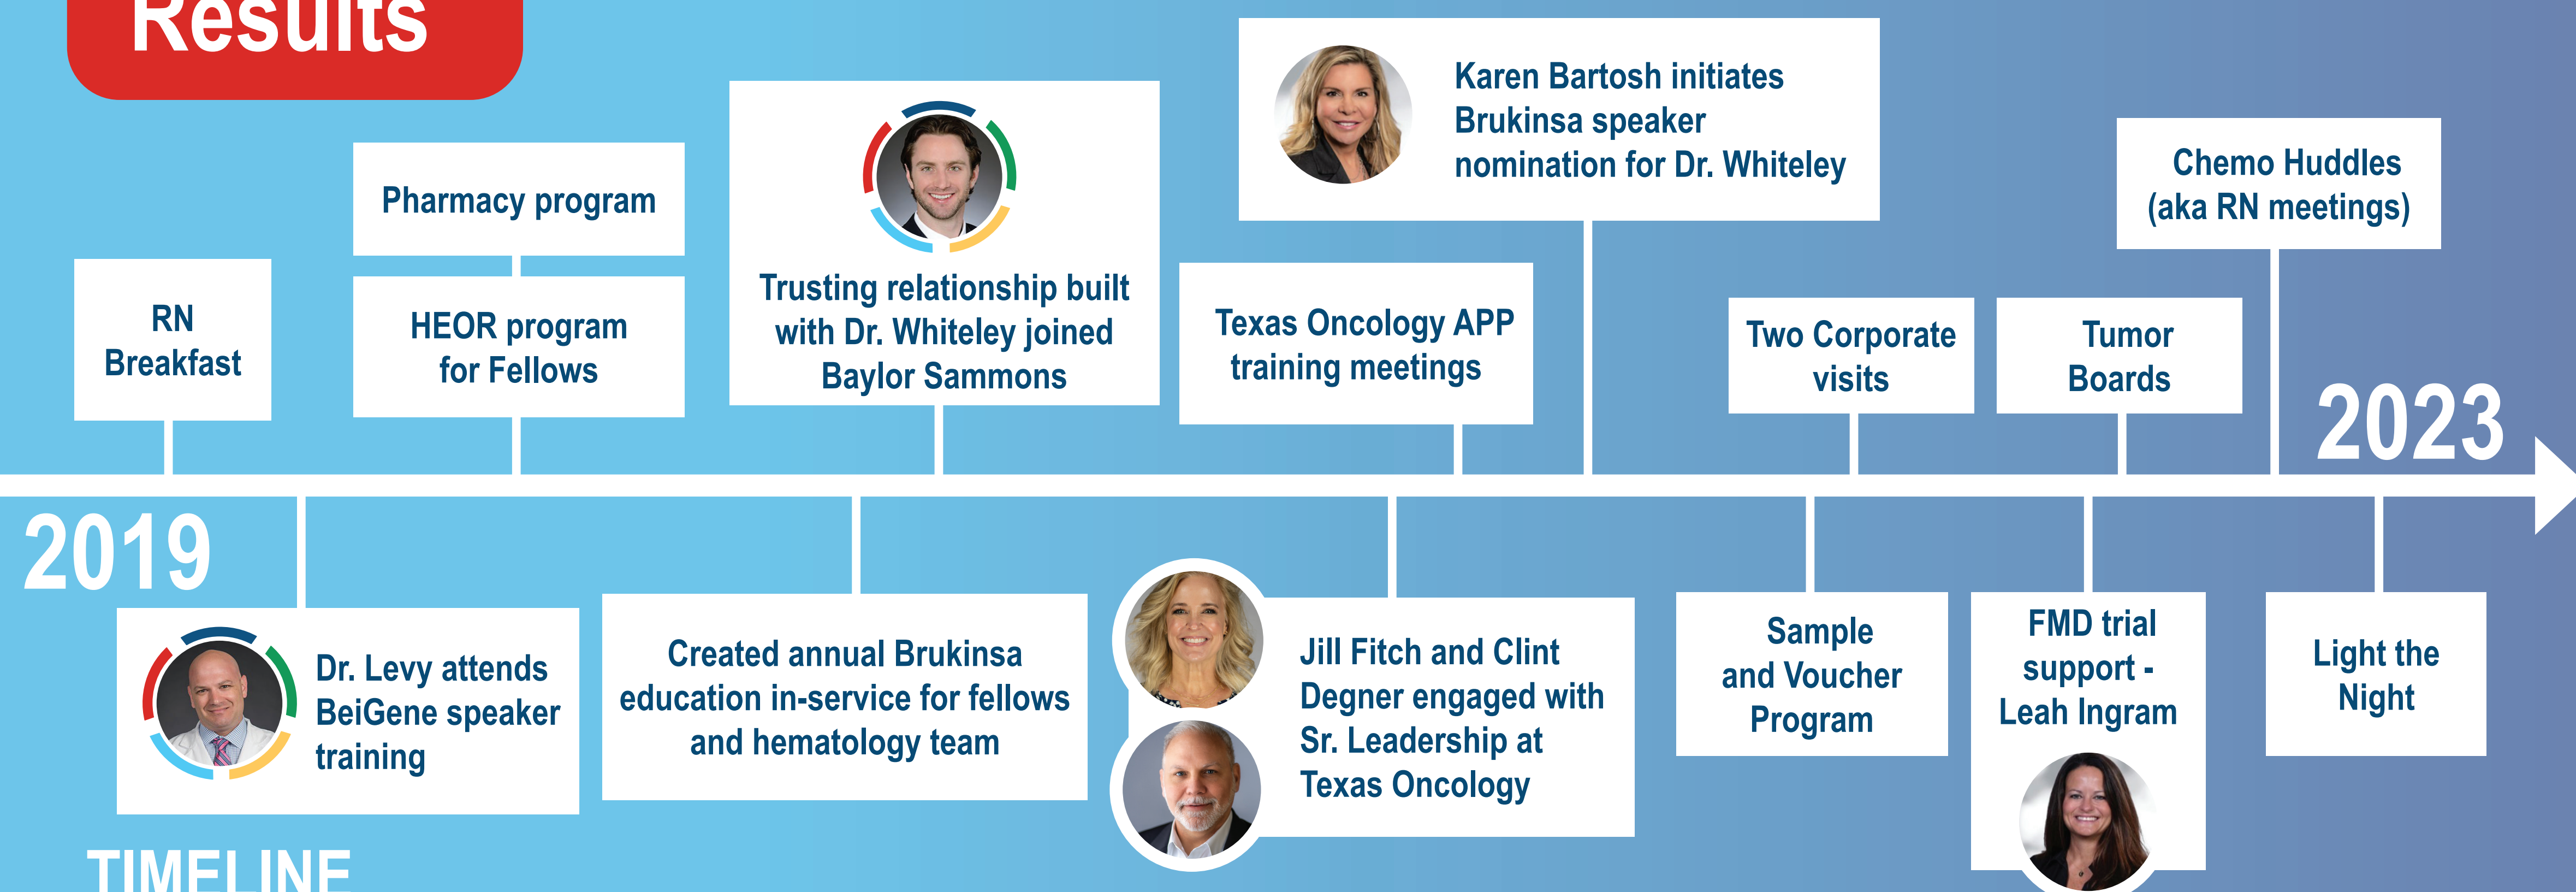 Results
RN
Breakfast
Pharmacy program
HEOR program
for Fellows
Trusting relationship built
with Dr. Whiteley joined
Baylor Sammons
Texas Oncology APP
training meetings
Karen Bartosh initiates
Brukinsa speaker
nomination for Dr. Whiteley
Two Corporate
visits
Tumor
Boards
Chemo Huddles
(aka RN meetings)
2023
2019
Dr. Levy attends
BeiGene speaker
training
Created annual Brukinsa
education in-service for fellows
and hematology team
Jill Fitch and Clint
Degner engaged with
Sr. Leadership at
Texas Oncology
Sample
and Voucher
Program
FMD trial
support -
Leah Ingram
Light the
Night
TIMELINE